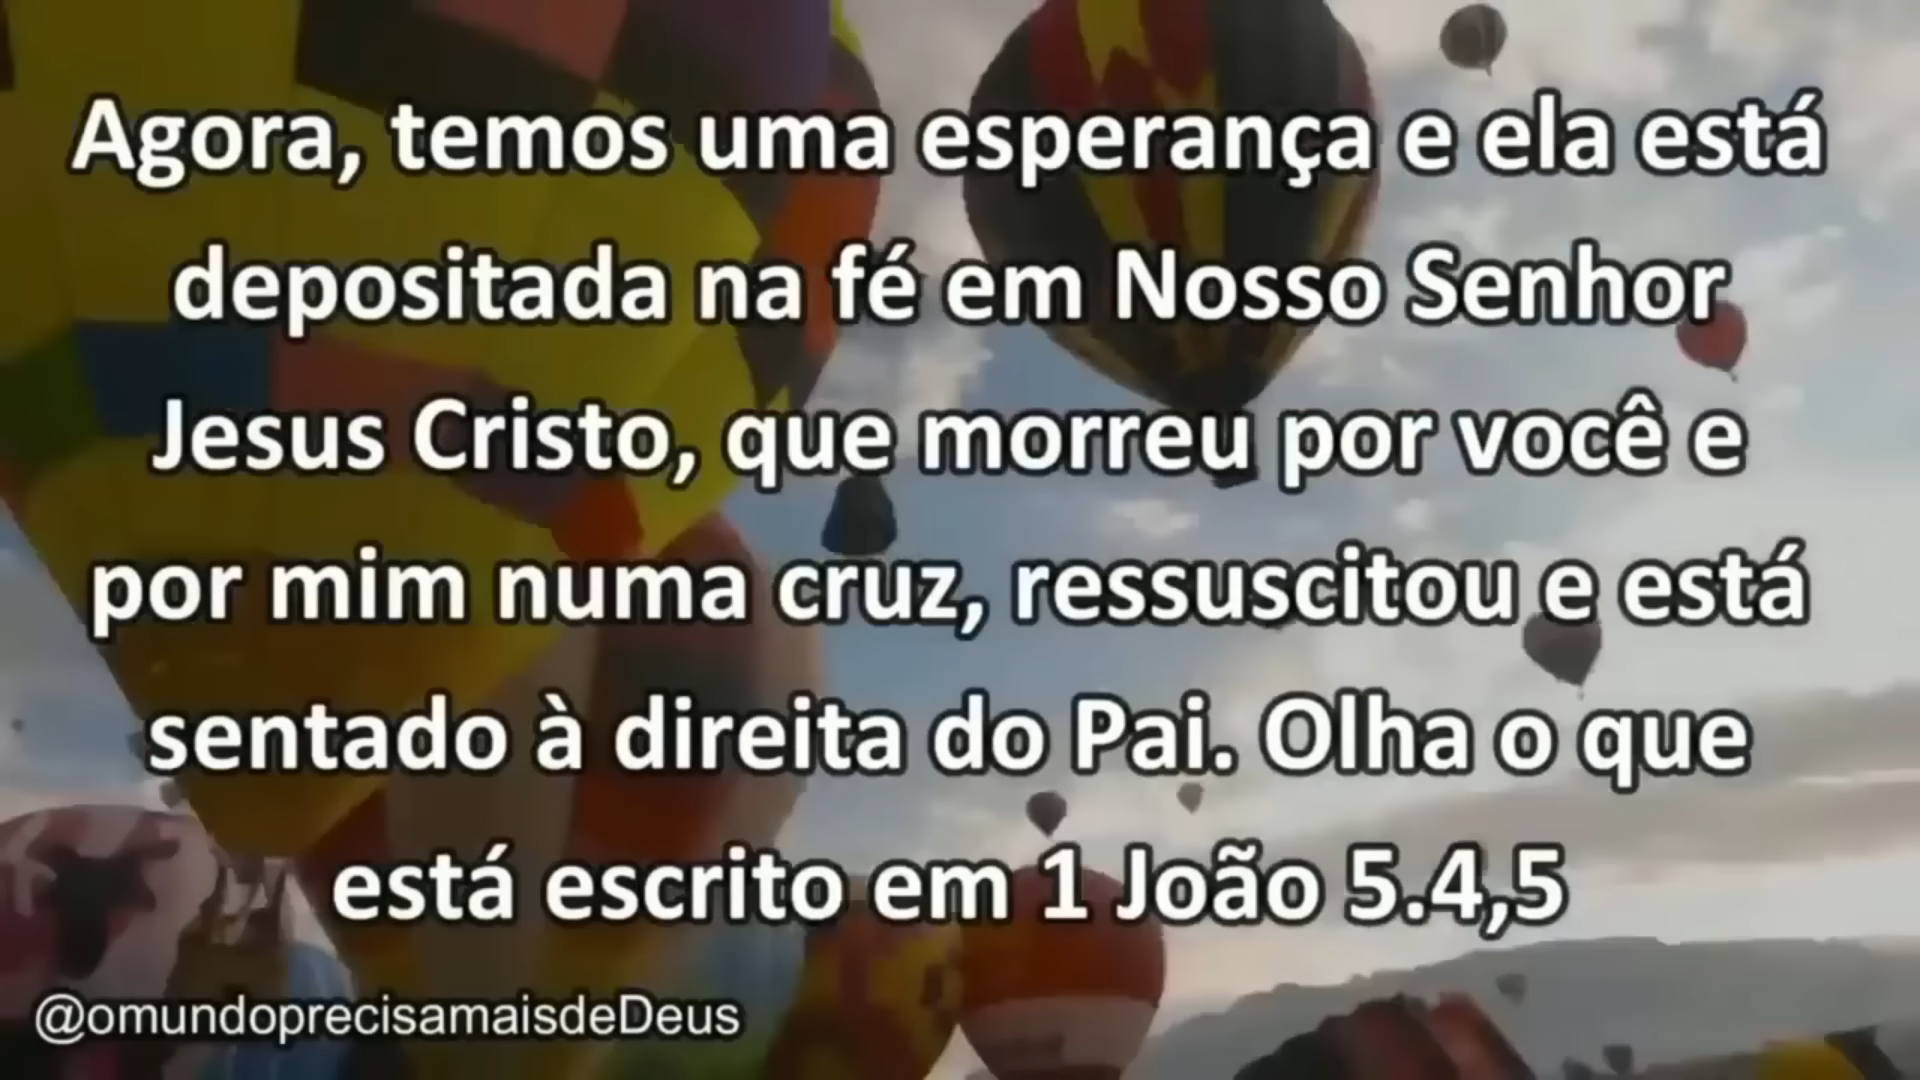 Agora, temos uma esperança e ela está
depositada na fé em Nosso Senhor
Jesus Cristo, que morreu por você e
por mim numa cruz, ressuscitou e está
sentado à direita do Pai. Olha o que
está escrito em 1 João 5.4,5
@omundoprecisamaisdeDeus